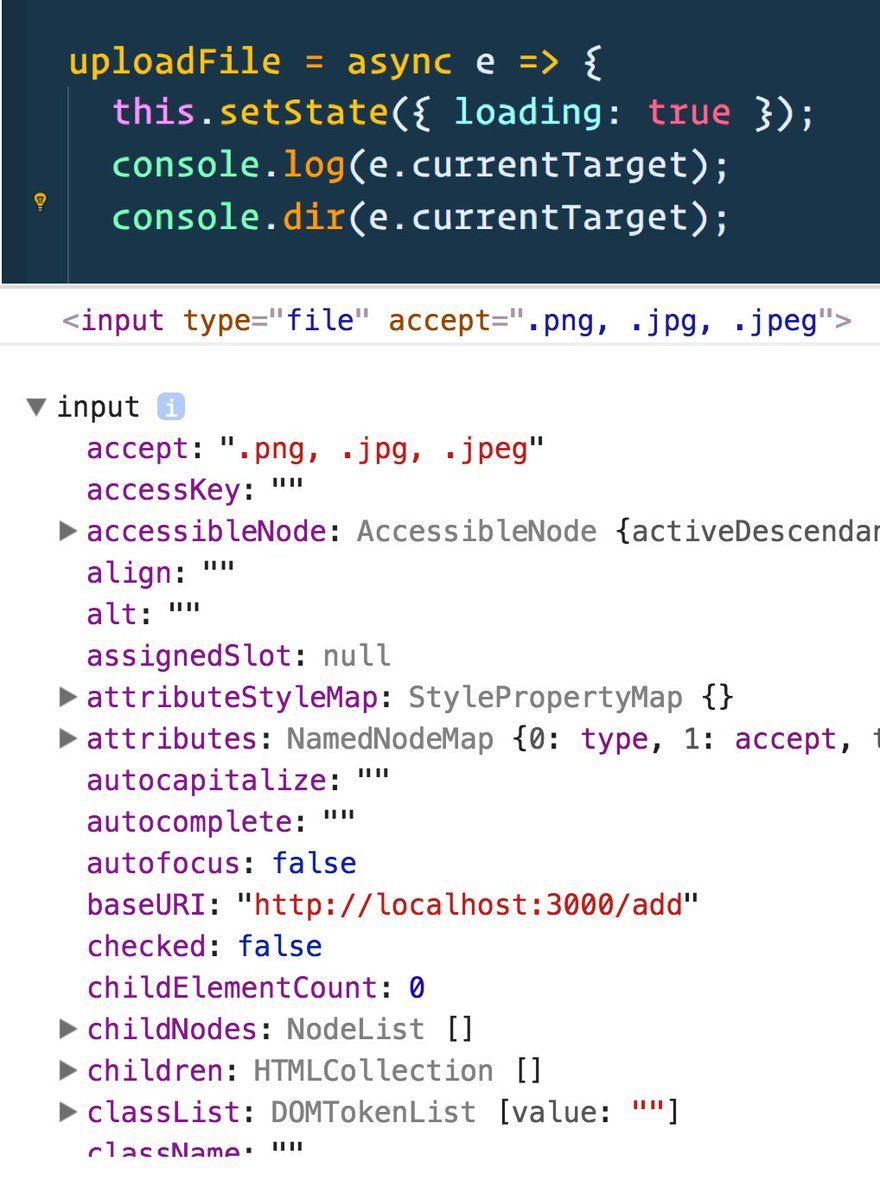 uploadFile = async e => {
this.setState({ loading: true });
console.log(e.currentTarget);
console.dir(e.currentTarget);
<input type="file" accept=".png, .jpg, .jpeg">
▼ input i
accept: ".png, .jpg, .jpeg"
accessKey: ""
▶ accessibleNode: AccessibleNode {activeDescendan
align: ""
alt: ""
assignedSlot: null
▶ attributeStyleMap: StylePropertyMap {}
▶ attributes: NamedNodeMap {0: type, 1: accept,
autocapitalize: ""
autocomplete: ""
autofocus: false
baseURI: "http://localhost:3000/add"
checked: false
childElementCount: 0
▶ childNodes: NodeList []
▶ children: HTMLCollection []
▶ classList: DOMTokenList [value: ""]
className: ""